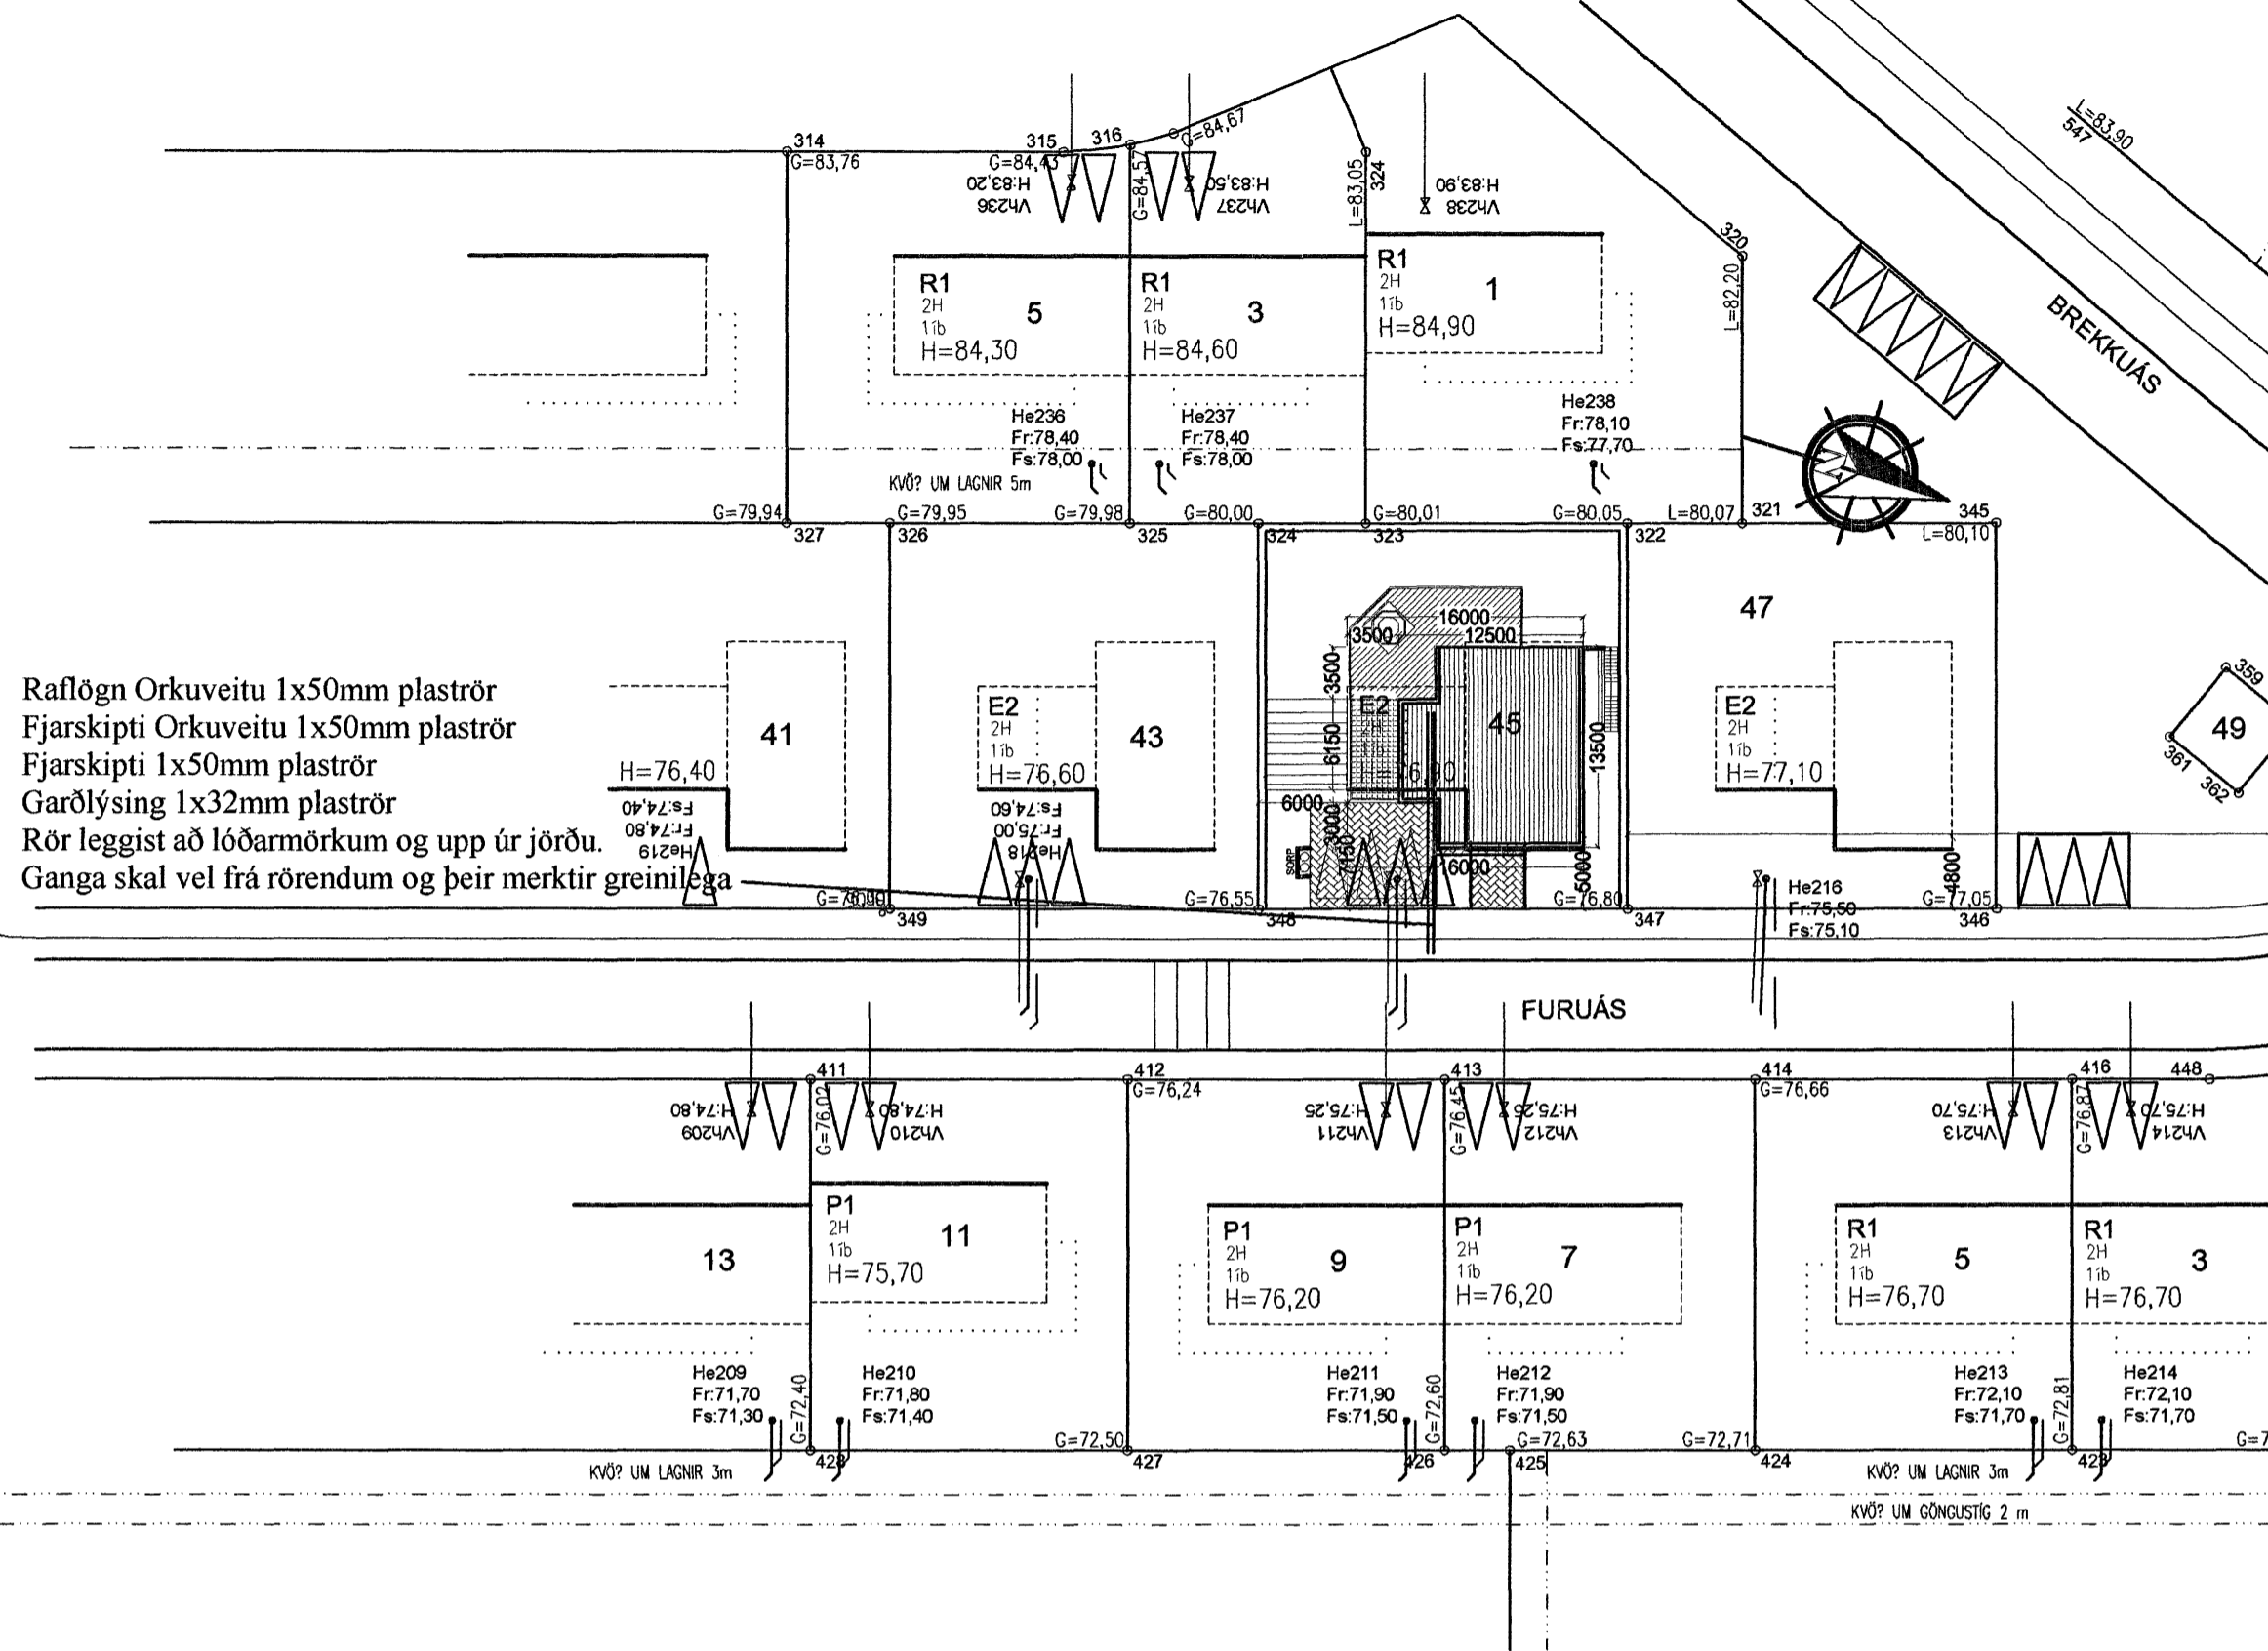 L=83,90
547
314
315
316
G=84,67
G=83,76
G=84,43
G=84,57
H:83,20
Vh236
H:83,50
Vh237
L=83,05
324
H:83,90
Vh238
320
L=82,20
BREKKUÁS
R1
2H
1íb
5
H=84,30
R1
2H
1íb
3
H=84,60
R1
2H
1íb
1
H=84,90
He236
Fr:78,40
Fs:78,00
He237
Fr:78,40
Fs:78,00
He238
Fr:78,10
Fs:77,70
KVÖ? UM LAGNIR 5m
G=79,94
G=79,95
G=79,98
G=80,00
G=80,01
G=80,05
L=80,07
321
345
L=80,10
327
326
325
324
323
322
47
16000
3500
12500
3500
6150
3000
7150
13500
6000
16000
5000
SORP
359
49
361
362
Raflögn Orkuveitu 1x50mm plaströr
Fjarskipti Orkuveitu 1x50mm plaströr
Fjarskipti 1x50mm plaströr
Garðlýsing 1x32mm plaströr
Rör leggist að lóðarmörkum og upp úr jörðu.
Ganga skal vel frá rörendum og þeir merktir greinilega
41
H=76,40
Fs:74,40
Fr:74,80
He219
E2
2H
1íb
43
H=76,60
Fs:74,60
Fr:75,00
He218
E2
2H
45
E2
2H
1íb
H=77,10
4800
He216
Fr:75,50
Fs:75,10
G=76,55
G=76,80
G=77,05
349
348
347
346
FURUÁS
411
412
413
414
416
448
G=76,02
G=76,24
G=76,45
G=76,66
G=76,87
H:74,80
Vh209
H:74,80
Vh210
H:75,25
Vh211
H:75,25
Vh212
H:75,70
Vh213
H:75,70
Vh214
13
P1
2H
1íb
11
H=75,70
P1
2H
1íb
9
H=76,20
P1
2H
1íb
7
H=76,20
R1
2H
1íb
5
H=76,70
R1
2H
1íb
3
H=76,70
He209
Fr:71,70
Fs:71,30
G=72,40
He210
Fr:71,80
Fs:71,40
He211
Fr:71,90
Fs:71,50
G=72,60
He212
Fr:71,90
Fs:71,50
He213
Fr:72,10
Fs:71,70
G=72,81
He214
Fr:72,10
Fs:71,70
G=72,50
G=72,63
G=72,71
428
427
426
425
424
423
KVÖ? UM LAGNIR 3m
KVÖ? UM LAGNIR 3m
KVÖ? UM GÖNGUSTÍG 2 m